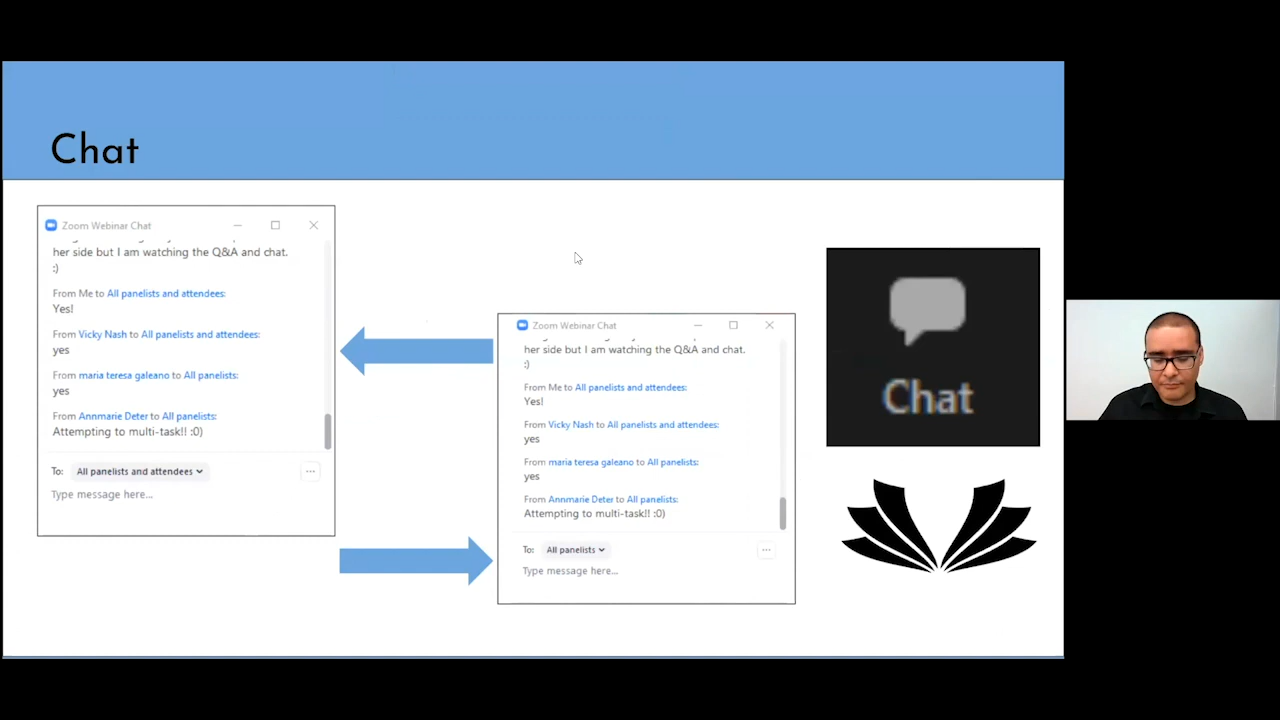 Chat
Zoom Webinar Chat
her side but I am watching the Q&A and chat.
:)
From Me to All panelists and attendees:
Yes!
From Vicky Nash to All panelists and attendees:
yes
From maria teresa galeano to All panelists:
yes
From Annmarie Deter to All panelists:
Attempting to multi-task!! :0)
To: All panelists and attendees
Type message here...
Zoom Webinar Chat
her side but I am watching the Q&A and chat.
:)
From Me to All panelists and attendees:
Yes!
From Vicky Nash to All panelists and attendees:
yes
From maria teresa galeano to All panelists:
yes
From Annmarie Deter to All panelists:
Attempting to multi-task!! :0)
To: All panelists
Type message here...
Chat